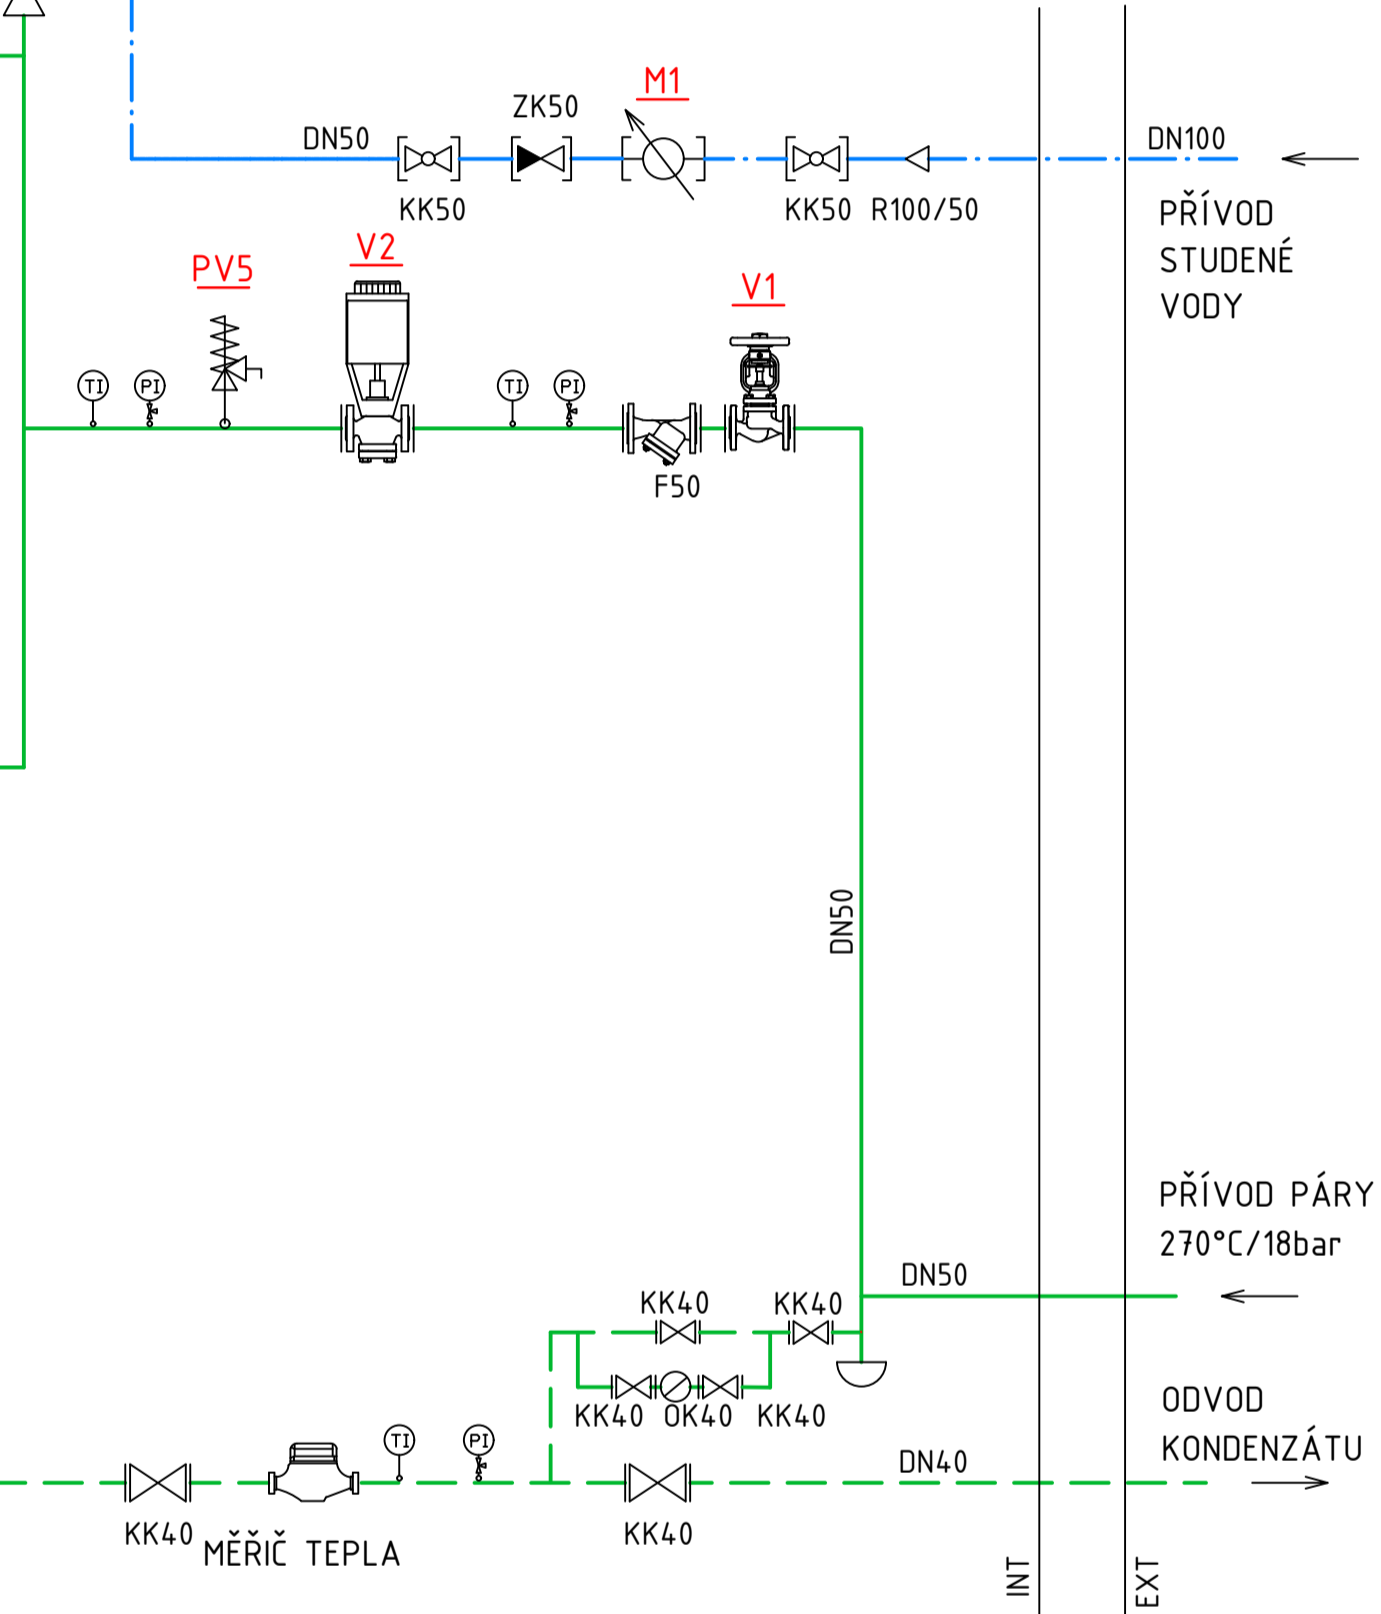 M1
ZK50
DN50
DN100
KK50
KK50
R100/50
PŘÍVOD
STUDENÉ
VODY
V2
PV5
V1
TI
PI
TI
PI
F50
DN50
PŘÍVOD PÁRY
270°C/18bar
DN50
KK40
KK40
KK40
OK40
KK40
ODVOD
KONDENZÁTU
TI
PI
DN40
KK40
MĚŘIČ TEPLA
KK40
INT
EXT